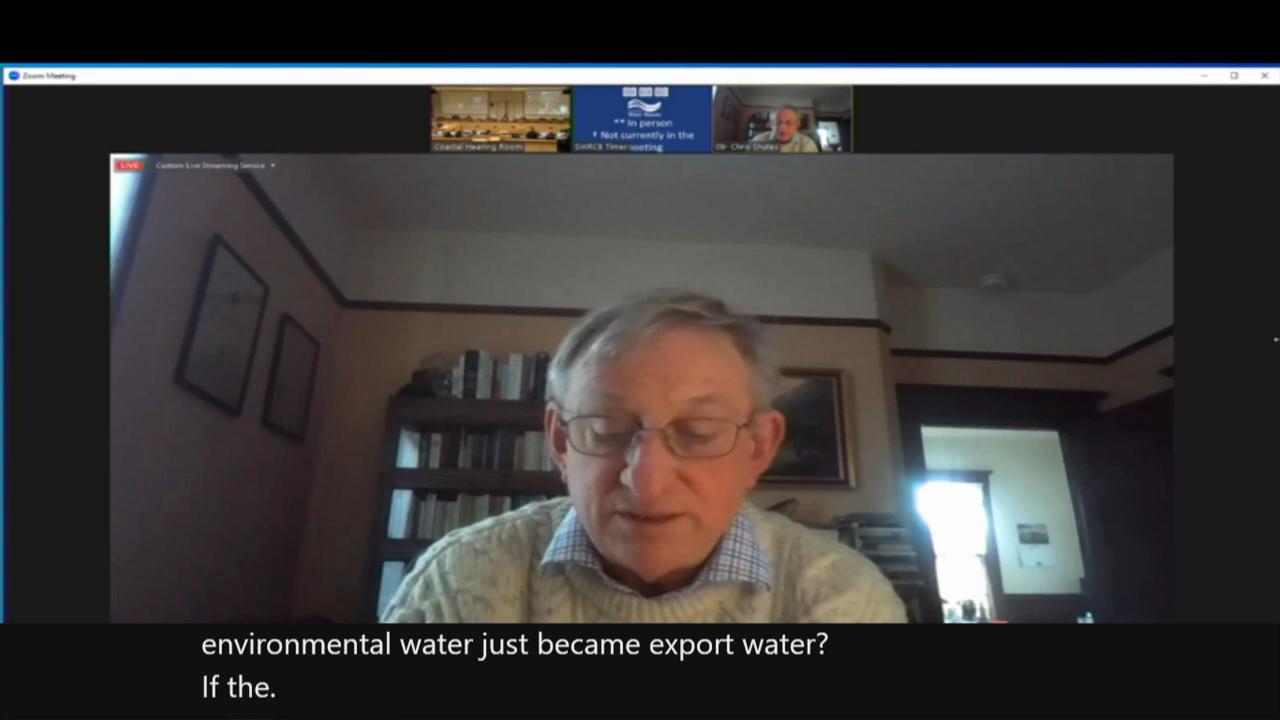 Zoom Meeting
** In person
† Not currently in the
Coastal Hearing Room
SWRCB Timer
meeting
09- Chris Shutes
LIVE
Custom Live Streaming Service
environmental water just became export water?
If the.